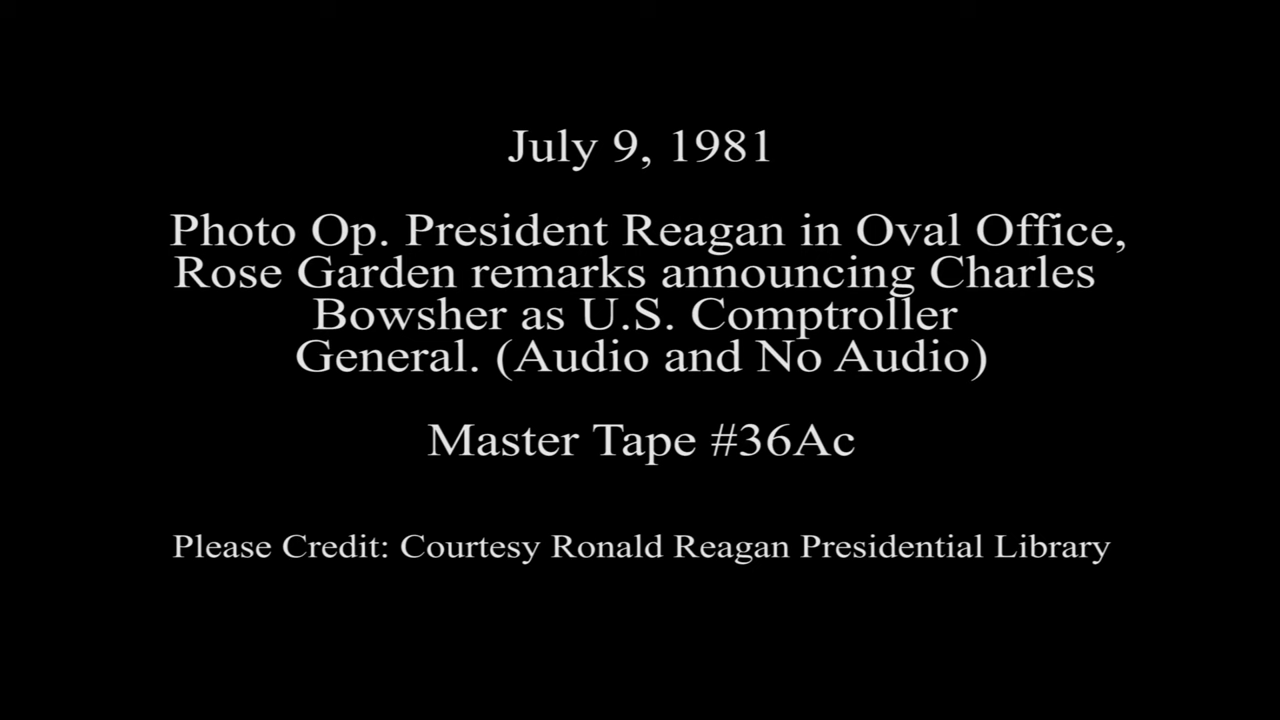 July 9, 1981
Photo Op. President Reagan in Oval Office,
Rose Garden remarks announcing Charles
Bowsher as U.S. Comptroller
General. (Audio and No Audio)
Master Tape #36Ac
Please Credit: Courtesy Ronald Reagan Presidential Library